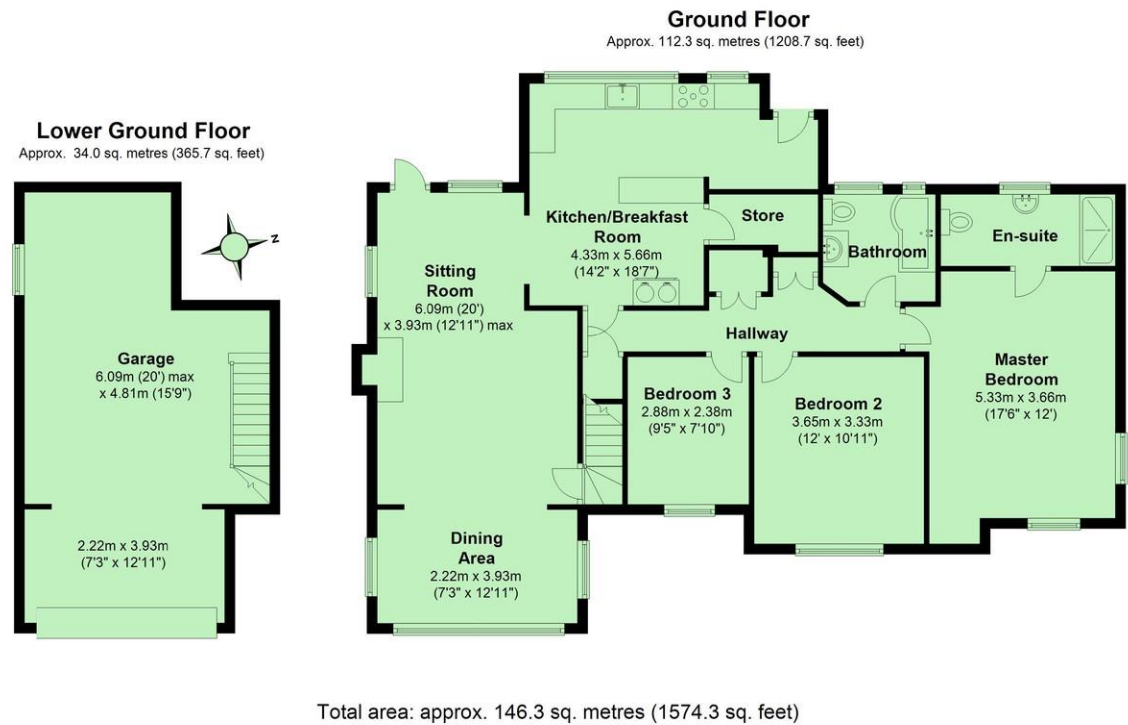 Ground Floor
Approx. 112.3 sq. metres (1208.7 sq. feet)
Lower Ground Floor
Approx. 34.0 sq. metres (365.7 sq. feet)
N
Garage
6.09m (20') max
x 4.81m (15'9")
2.22m x 3.93m
(7'3" x 12'11")
Kitchen/Breakfast
Room
4.33m x 5.66m
(14'2" x 18'7")
Store
Bathroom
En-suite
Sitting
Room
6.09m (20')
x 3.93m (12'11") max
Hallway
Master
Bedroom
5.33m x 3.66m
(17'6" x 12')
Bedroom 3
2.88m x 2.38m
(9'5" x 7'10")
Bedroom 2
3.65m x 3.33m
(12' x 10'11")
Dining
Area
2.22m x 3.93m
(7'3" x 12'11")
Total area: approx. 146.3 sq. metres (1574.3 sq. feet)